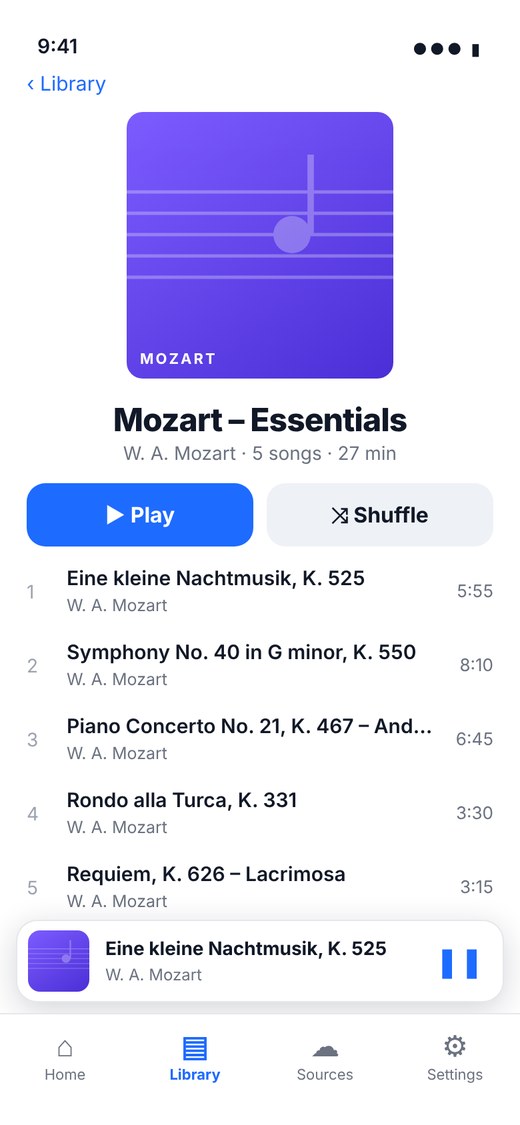 9:41
‹ Library
MOZART
Mozart – Essentials
W. A. Mozart · 5 songs · 27 min
▶ Play
Shuffle
1
Eine kleine Nachtmusik, K. 525
W. A. Mozart
5:55
2
Symphony No. 40 in G minor, K. 550
W. A. Mozart
8:10
3
Piano Concerto No. 21, K. 467 – And…
W. A. Mozart
6:45
4
Rondo alla Turca, K. 331
W. A. Mozart
3:30
5
Requiem, K. 626 – Lacrimosa
W. A. Mozart
3:15
Eine kleine Nachtmusik, K. 525
W. A. Mozart
Home
Library
Sources
Settings